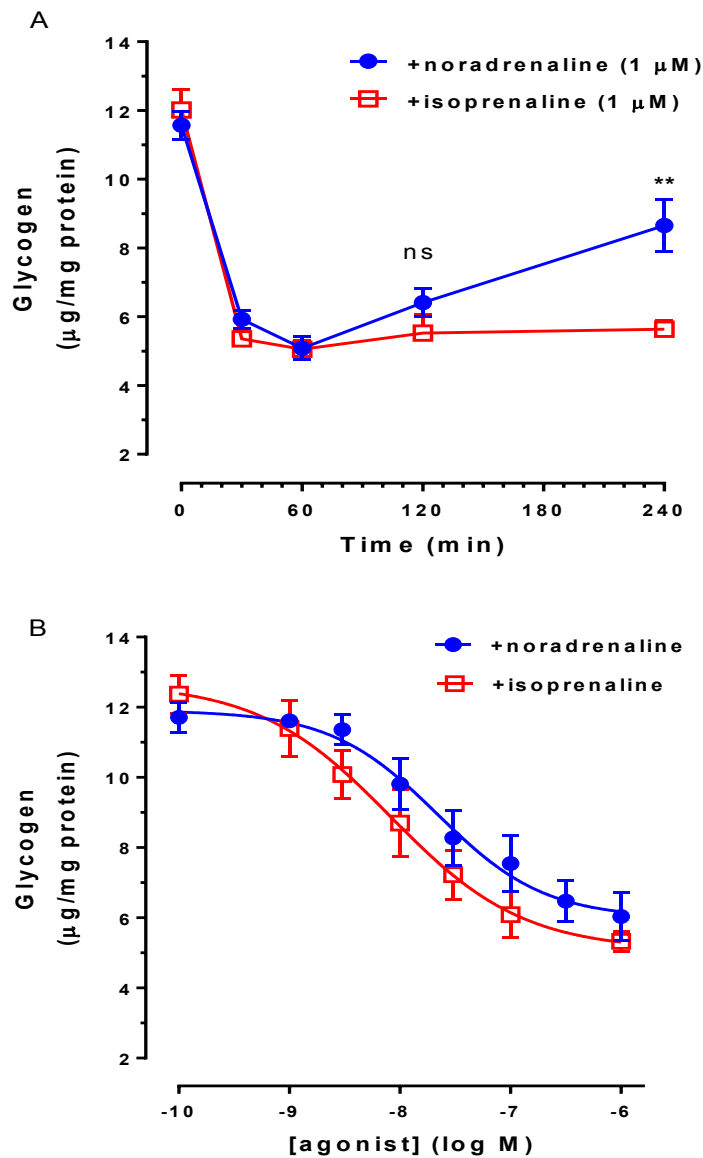 A
14
12
10
8
6
4
2
Glycogen
(μg/mg protein)
+noradrenaline (1 μM)
+isoprenaline (1 μM)
ns
**
0
60
120
180
240
Time (min)
B
14
12
10
8
6
4
2
Glycogen
(μg/mg protein)
+noradrenaline
+isoprenaline
-10
-9
-8
-7
-6
[agonist] (log M)